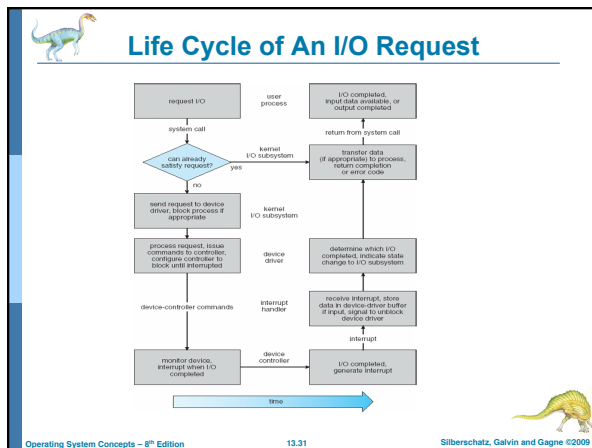 Life Cycle of An I/O Request
request I/O
user
process
I/O completed,
input data available, or
output completed
system call
return from system call
kernel
I/O subsystem
can already
satisfy request?
yes
transfer data
(if appropriate) to process,
return completion
or error code
no
send request to device
driver, block process if
appropriate
kernel
I/O subsystem
process request, issue
commands to controller,
configure controller to
block until interrupted
device
driver
determine which I/O
completed, indicate state
change to I/O subsystem
device-controller commands
interrupt
handler
receive interrupt, store
data in device-driver buffer
if input, signal to unblock
device driver
interrupt
monitor device,
interrupt when I/O
completed
device
controller
I/O completed,
generate interrupt
time
Operating System Concepts – 8th Edition
13.31
Silberschatz, Galvin and Gagne ©2009